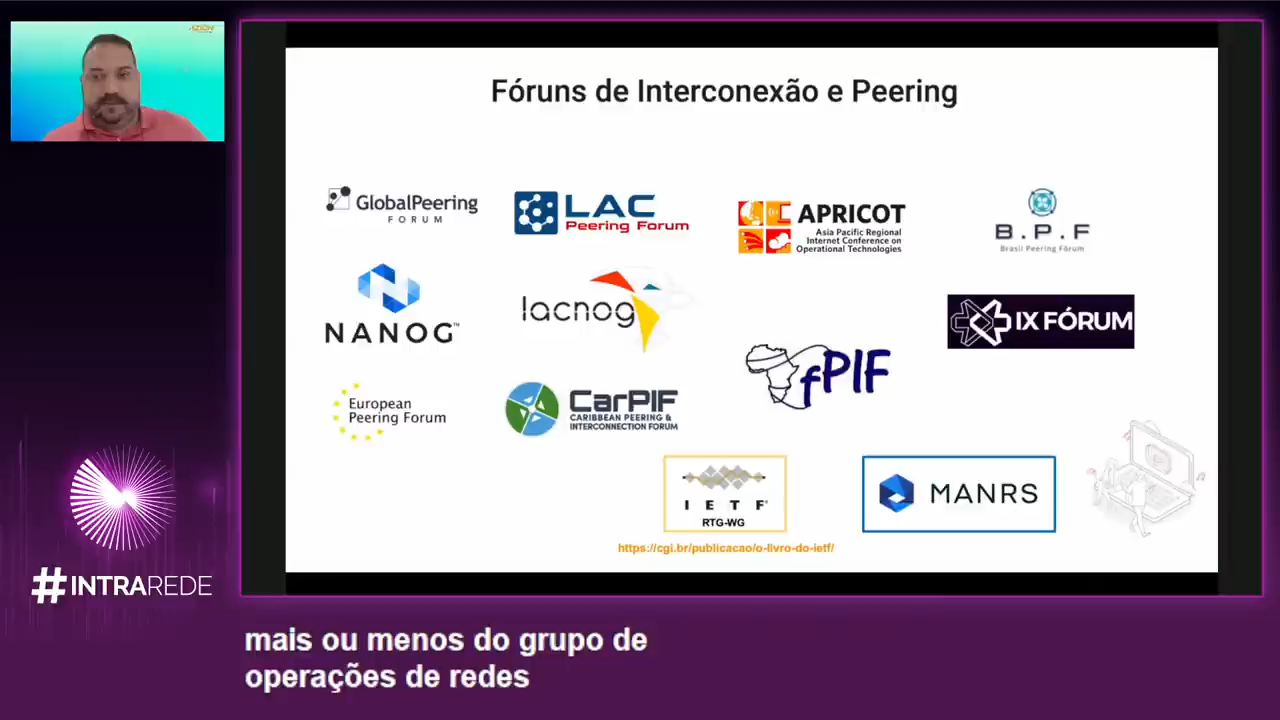 AZION
Fóruns de Interconexão e Peering
GlobalPeering
FORUM
LAC
Peering Forum
APRICOT
Asia Pacific Regional
Internet Conference on
Operational Technologies
B.P.F
Brasil Peering Fórum
NANOG™
lacnog
IX FÓRUM
fPIF
European
Peering Forum
CarPIF
CARIBBEAN PEERING &
INTERCONNECTION FORUM
IETF®
RTG-WG
MANRS
https://cgi.br/publicacao/o-livro-do-ietf/
#INTRAREDE
mais ou menos do grupo de
operações de redes